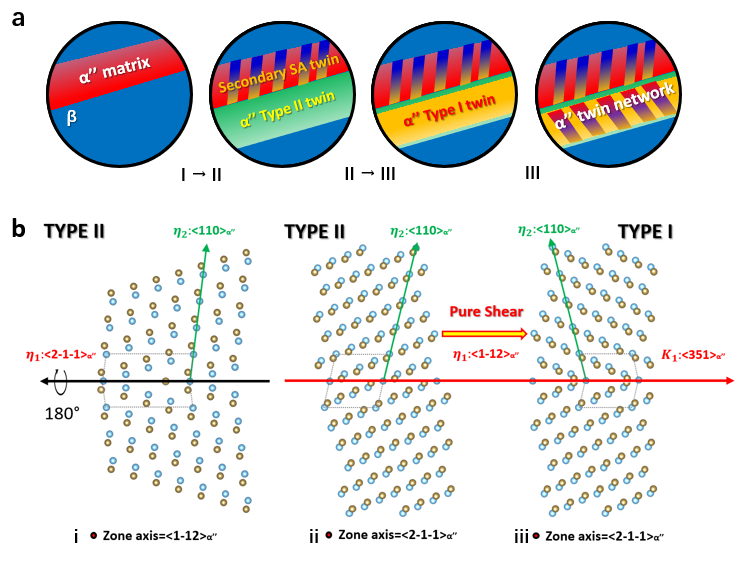 a
α″ matrix
β
Secondary SA twin
α″ Type II twin
α″ Type I twin
α″ twin network
I → II
II → III
III
b
TYPE II
η₂:<110>α″
TYPE II
η₂:<110>α″
η₂:<110>α″
TYPE I
Pure Shear
η₁:<2-1-1>α″
η₁:<1-12>α″
K₁:<351>α″
180°
i
Zone axis=<1-12>α″
ii
Zone axis=<2-1-1>α″
iii
Zone axis=<2-1-1>α″